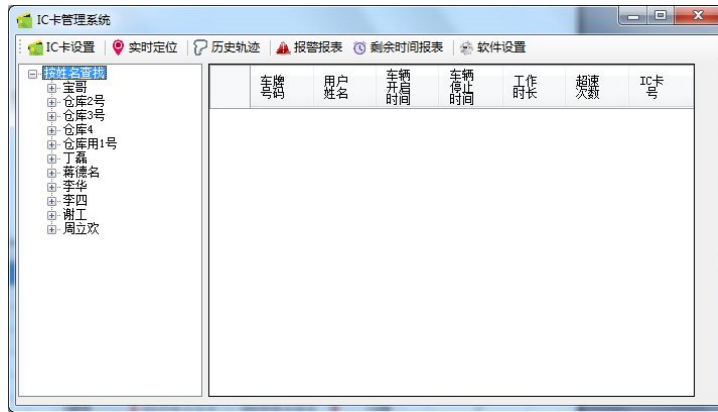 IC卡管理系统
IC卡设置 实时定位 历史轨迹 报警报表 剩余时间报表 软件设置
按姓名查找
宝哥
仓库2号
仓库3号
仓库4
仓库用1号
丁磊
蒋德名
李华
李四
谢工
周立欢
车牌号码 用户姓名 车辆开启时间 车辆停止时间 工作时长 超速次数 IC卡号